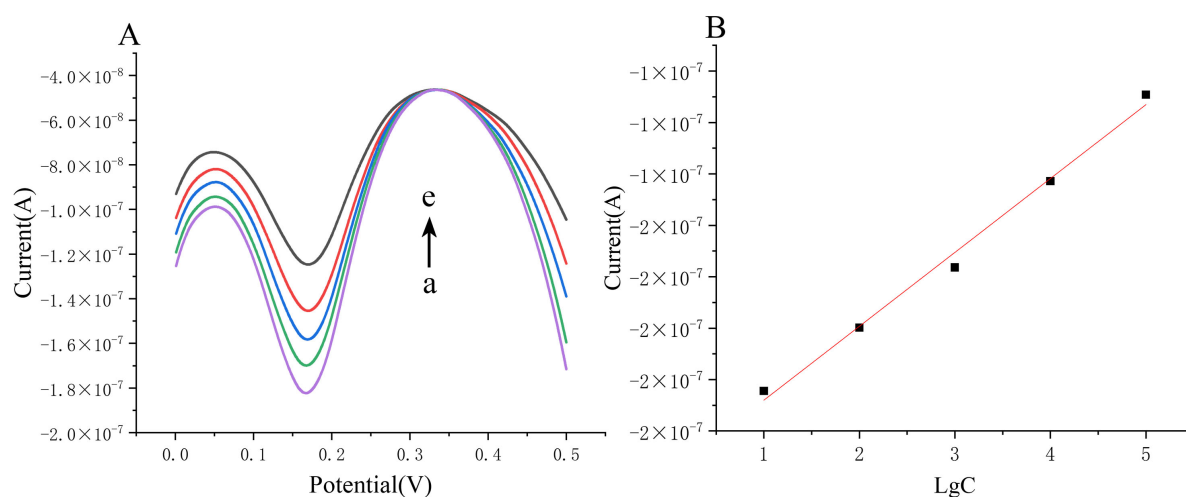 A
−4.0×10⁻⁸
−6.0×10⁻⁸
−8.0×10⁻⁸
−1.0×10⁻⁷
−1.2×10⁻⁷
−1.4×10⁻⁷
−1.6×10⁻⁷
−1.8×10⁻⁷
−2.0×10⁻⁷
Current(A)
e
a
0.0 0.1 0.2 0.3 0.4 0.5
Potential(V)
B
−1×10⁻⁷
−1×10⁻⁷
−1×10⁻⁷
−2×10⁻⁷
−2×10⁻⁷
−2×10⁻⁷
−2×10⁻⁷
−2×10⁻⁷
Current(A)
1 2 3 4 5
LgC